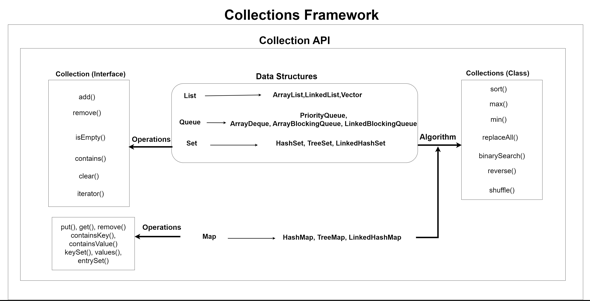 Collections Framework
Collection API
Collection (Interface)
add()
remove()
isEmpty()
contains()
clear()
iterator()
Operations
Data Structures
List
ArrayList,LinkedList,Vector
Queue
PriorityQueue,
ArrayDeque, ArrayBlockingQueue, LinkedBlockingQueue
Set
HashSet, TreeSet, LinkedHashSet
Algorithm
Collections (Class)
sort()
max()
min()
replaceAll()
binarySearch()
reverse()
shuffle()
put(), get(), remove()
containsKey(),
containsValue()
keySet(), values(),
entrySet()
Operations
Map
HashMap, TreeMap, LinkedHashMap